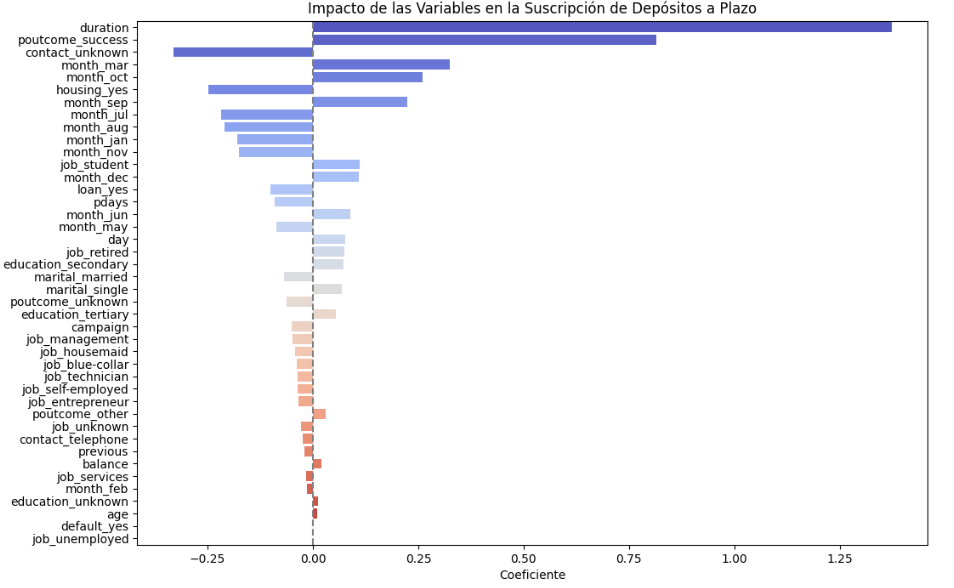 Impacto de las Variables en la Suscripción de Depósitos a Plazo
duration
poutcome_success
contact_unknown
month_mar
month_oct
housing_yes
month_sep
month_jul
month_aug
month_jan
month_nov
job_student
month_dec
loan_yes
pdays
month_jun
month_may
day
job_retired
education_secondary
marital_married
marital_single
poutcome_unknown
education_tertiary
campaign
job_management
job_housemaid
job_blue-collar
job_technician
job_self-employed
job_entrepreneur
poutcome_other
job_unknown
contact_telephone
previous
balance
job_services
month_feb
education_unknown
age
default_yes
job_unemployed
−0.25 0.00 0.25 0.50 0.75 1.00 1.25
Coeficiente